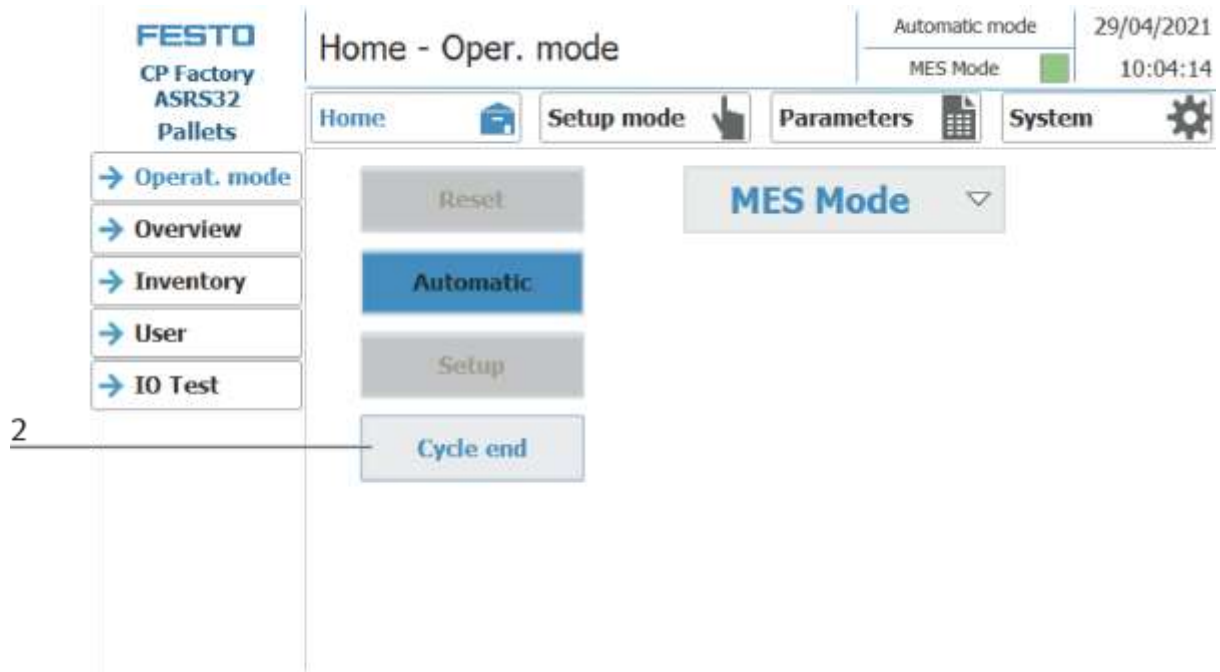 FESTO
CP Factory
ASRS32
Pallets
Home - Oper. mode
Automatic mode
MES Mode
29/04/2021
10:04:14
Home
Setup mode
Parameters
System
Operat. mode
Overview
Inventory
User
IO Test
Reset
Automatic
Setup
Cycle end
MES Mode
2